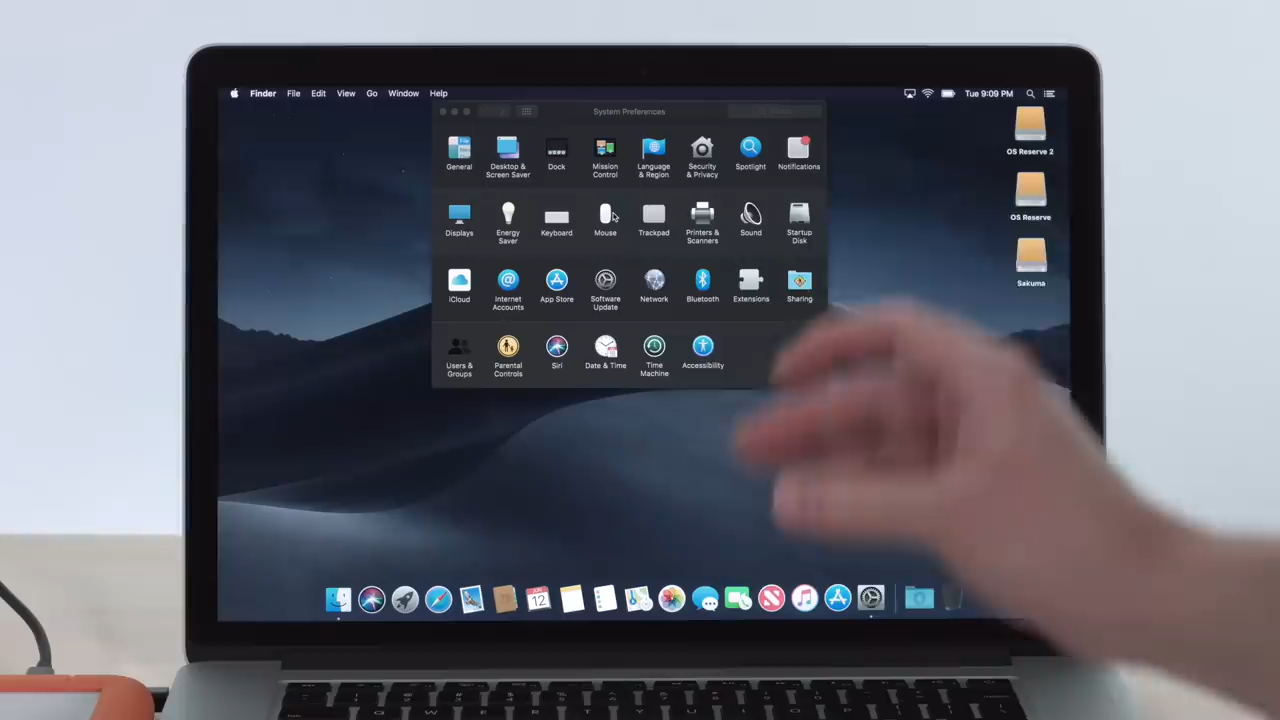 Finder File Edit View Go Window Help Tue 9:09 PM
System Preferences
General Desktop & Screen Saver Dock Mission Control Language & Region Security & Privacy Spotlight Notifications
Displays Energy Saver Keyboard Mouse Trackpad Printers & Scanners Sound Startup Disk
iCloud Internet Accounts App Store Software Update Network Bluetooth Extensions Sharing
Users & Groups Parental Controls Siri Date & Time Time Machine Accessibility
OS Reserve 2
OS Reserve
Sakuma
JUN
12